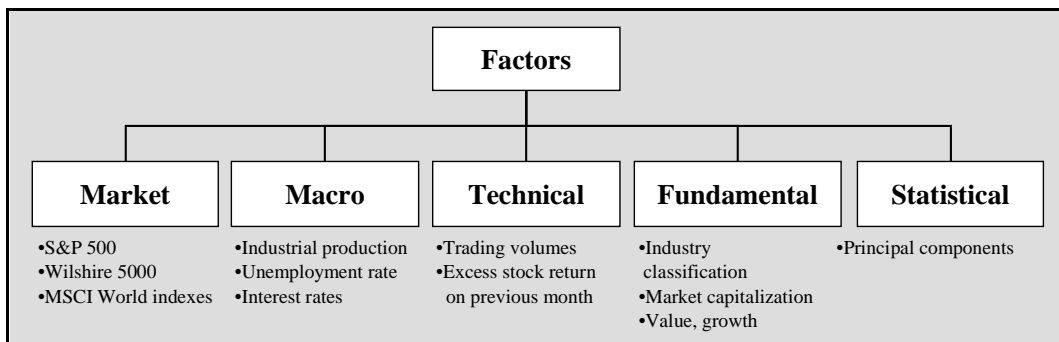 Factors
Market
Macro
Technical
Fundamental
Statistical
•S&P 500
•Wilshire 5000
•MSCI World indexes
•Industrial production
•Unemployment rate
•Interest rates
•Trading volumes
•Excess stock return
on previous month
•Industry
classification
•Market capitalization
•Value, growth
•Principal components